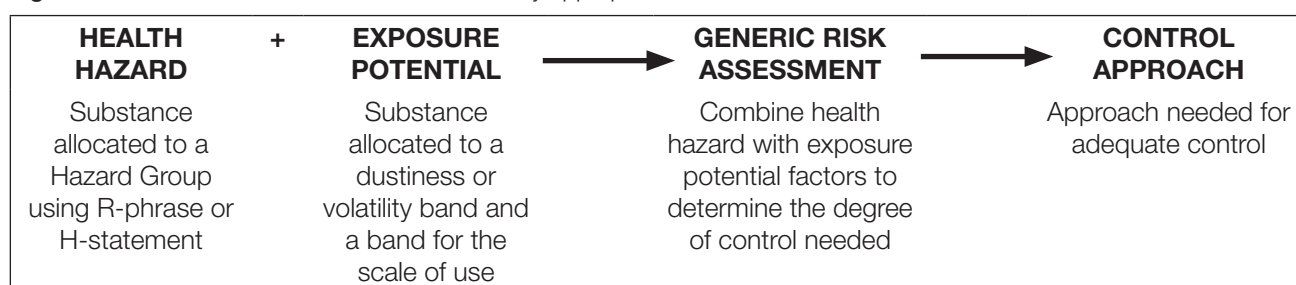 HEALTH HAZARD
Substance
allocated to a
Hazard Group
using R-phrase or
H-statement
+
EXPOSURE
POTENTIAL
Substance
allocated to a
dustiness or
volatility band and
a band for the
scale of use
GENERIC RISK
ASSESSMENT
Combine health
hazard with exposure
potential factors to
determine the degree
of control needed
CONTROL
APPROACH
Approach needed for
adequate control